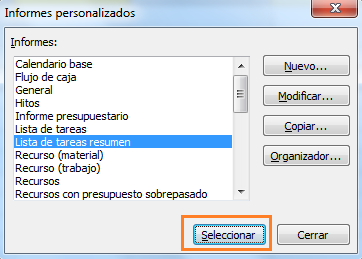 Informes personalizados
Informes:
Calendario base
Flujo de caja
General
Hitos
Informe presupuestario
Lista de tareas
Lista de tareas resumen
Recurso (material)
Recurso (trabajo)
Recursos
Recursos con presupuesto sobrepasado
Nuevo...
Modificar...
Copiar...
Organizador...
Seleccionar
Cerrar